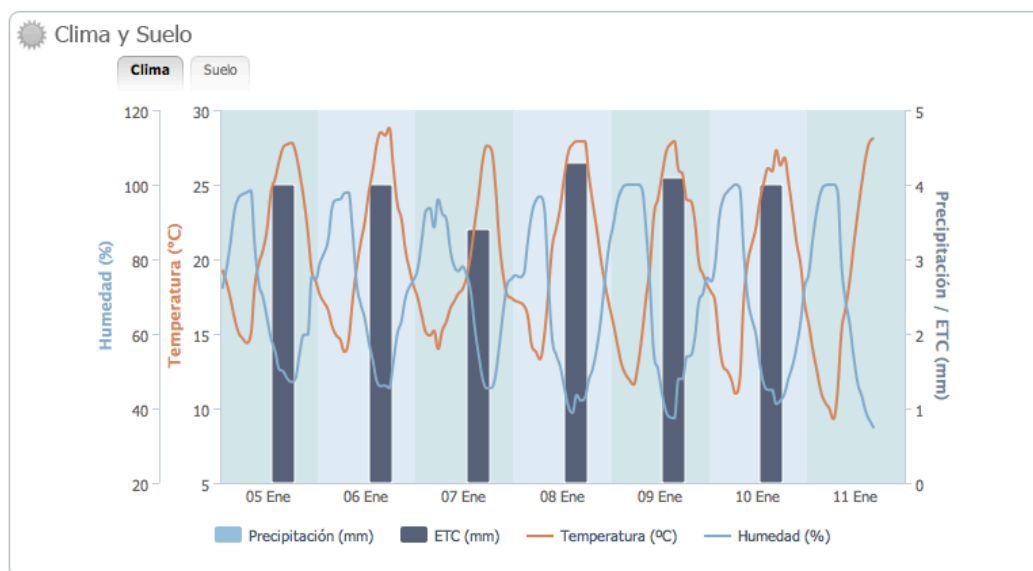 Clima y Suelo
Clima Suelo
120 30 5
100 25 4
80 20 3
60 15 2
40 10 1
20 5 0
Humedad (%)
Temperatura (ºC)
Precipitación / ETC (mm)
05 Ene 06 Ene 07 Ene 08 Ene 09 Ene 10 Ene 11 Ene
Precipitación (mm) ETC (mm) Temperatura (ºC) Humedad (%)